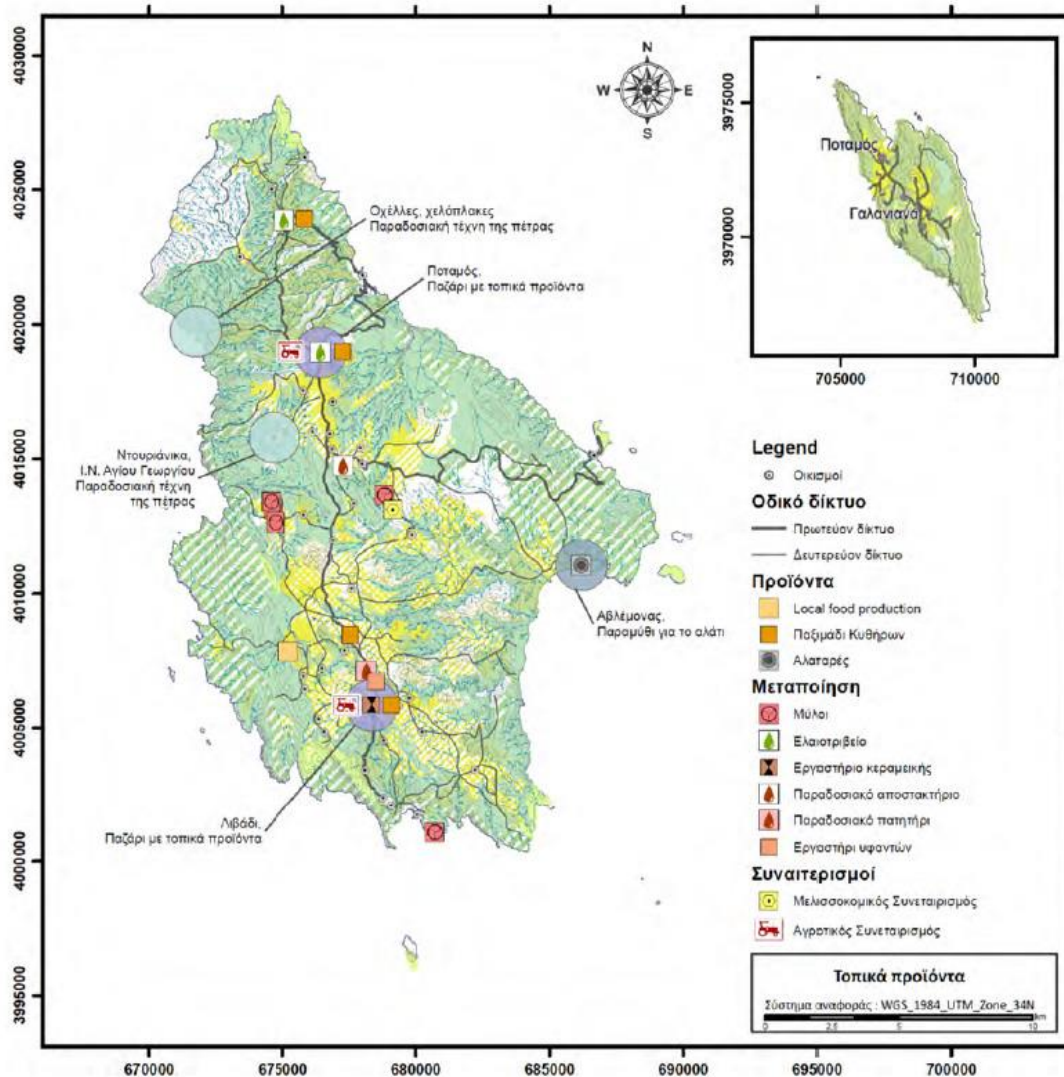 N
W
E
S
4030000
4025000
4020000
4015000
4010000
4005000
4000000
3995000
670000
675000
680000
685000
690000
695000
700000
Οχέλλες, χελόπλακες
Παραδοσιακή τέχνη της πέτρας
Ποταμός,
Παζάρι με τοπικά προϊόντα
Ντουριάνικα,
Ι.Ν. Αγίου Γεωργίου
Παραδοσιακή τέχνη
της πέτρας
Αβλέμονας,
Παραμύθι για το αλάτι
Λιβάδι,
Παζάρι με τοπικά προϊόντα
3975000
3970000
705000
710000
Ποταμός
Γαλανιανά
Legend
Οικισμοί
Οδικό δίκτυο
Πρωτεύον δίκτυο
Δευτερεύον δίκτυο
Προϊόντα
Local food production
Παξιμάδι Κυθήρων
Αλαταρές
Μεταποίηση
Μύλοι
Ελαιοτριβείο
Εργαστήριο κεραμεικής
Παραδοσιακό αποστακτήριο
Παραδοσιακό πατητήρι
Εργαστήρι υφαντών
Συναιτερισμοί
Μελισσοκομικός Συνεταιρισμός
Αγροτικός Συνεταιρισμός
Τοπικά προϊόντα
Σύστημα αναφοράς : WGS_1984_UTM_Zone_34N
km
0 2,5 5 10